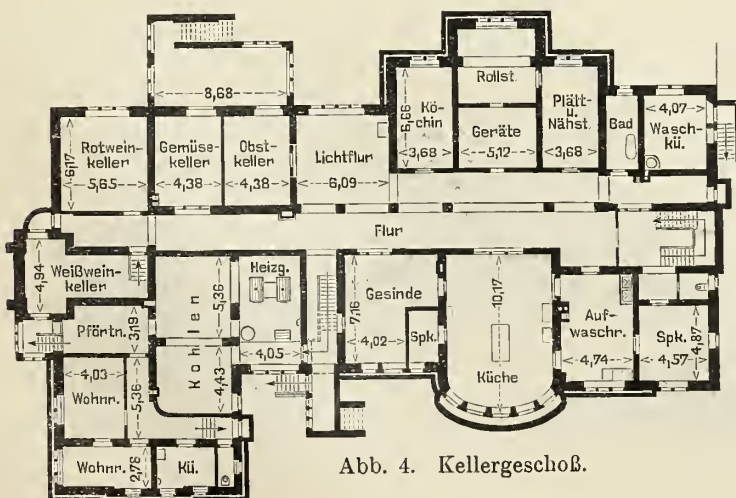 8,68
Rotwein-
keller
6,17
5,65
Gemüse-
keller
4,38
Obst-
keller
4,38
Lichtflur
6,09
Kö-
chin
6,66
3,68
Rollst.
Geräte
5,12
Plätt-
u.
Nähst.
3,68
Bad
4,07
Wasch-
kü.
Flur
Weißwein-
keller
4,94
Pförtn.
3,19
4,03
Wohnr.
5,36
Wohnr.
2,78
Kü.
Kohlen
5,36
4,43
Heizg.
4,05
Gesinde
7,16
4,02
Spk.
10,17
Küche
Auf-
waschr.
4,74
Spk.
4,87
4,57
Abb. 4. Kellergeschoß.